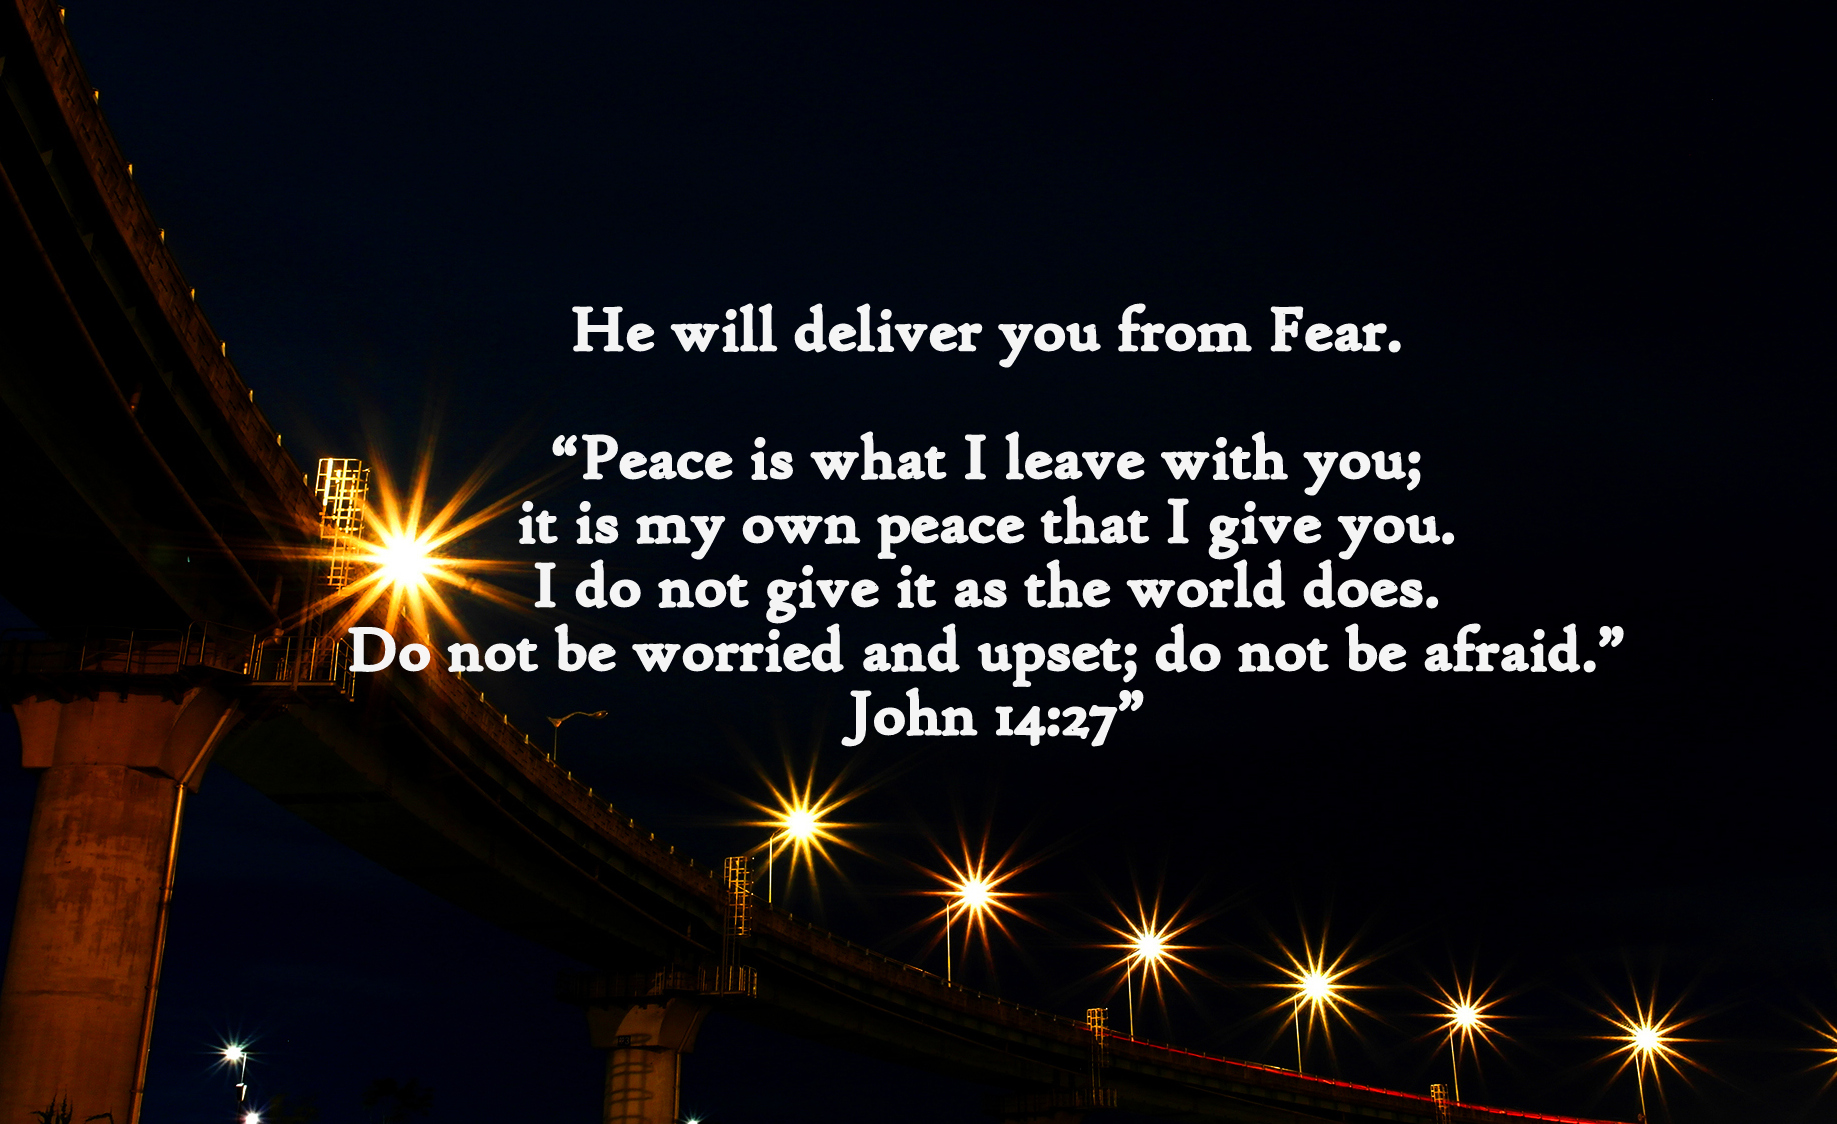 He will deliver you from Fear.
“Peace is what I leave with you;
it is my own peace that I give you.
I do not give it as the world does.
Do not be worried and upset; do not be afraid.”
John 14:27”